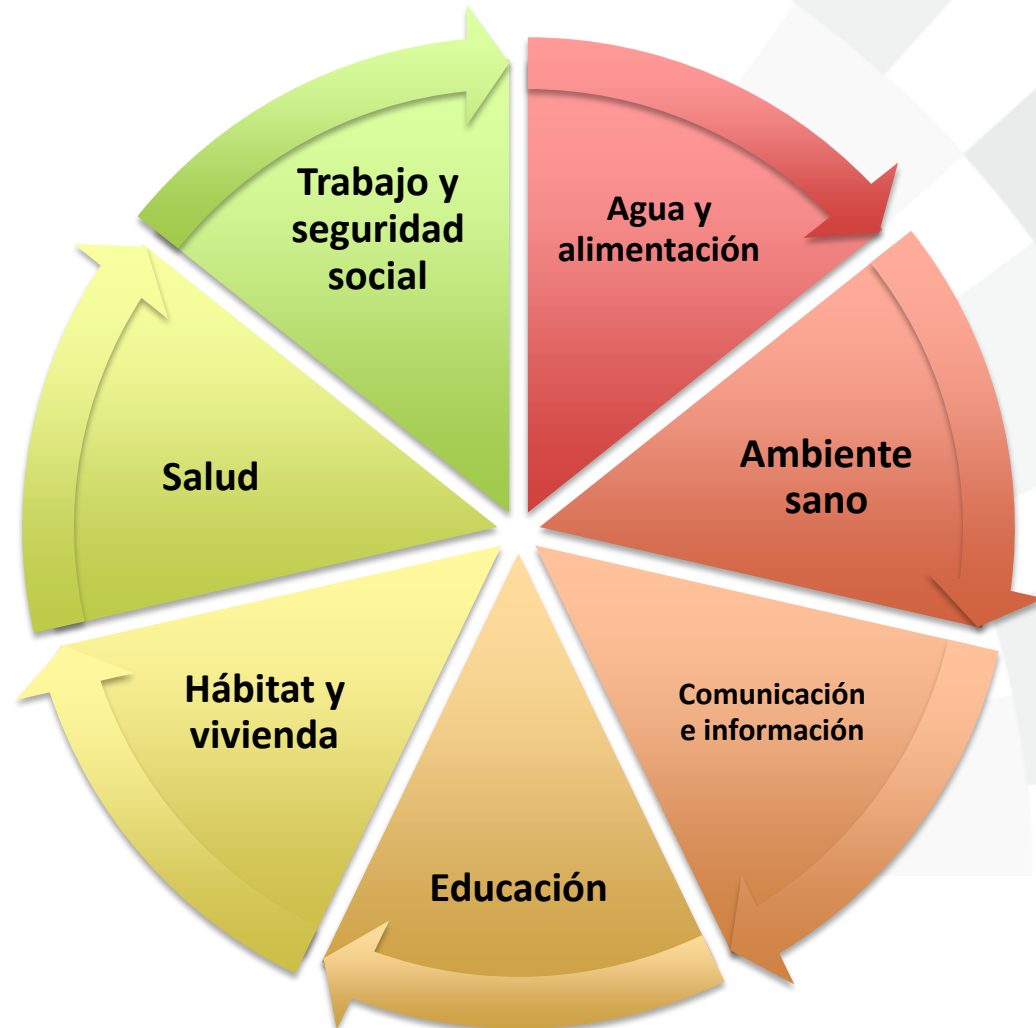 Agua y
alimentación
Ambiente
sano
Comunicación
e información
Educación
Hábitat y
vivienda
Salud
Trabajo y
seguridad
social